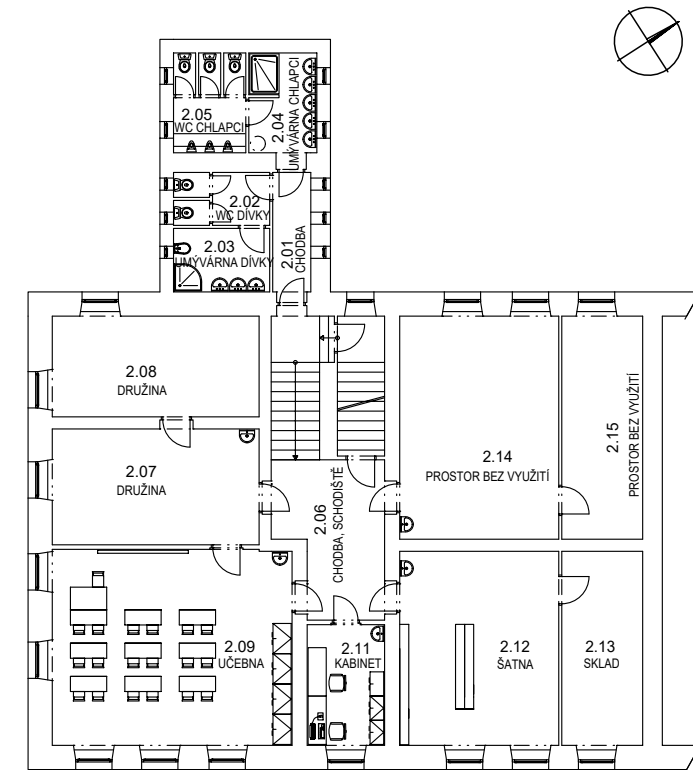 2.05
WC CHLAPCI
2.04
UMÝVÁRNA CHLAPCI
2.02
WC DÍVKY
2.03
UMÝVÁRNA DÍVKY
2.01
CHODBA
2.08
DRUŽINA
2.07
DRUŽINA
2.06
CHODBA, SCHODIŠTĚ
2.14
PROSTOR BEZ VYUŽITÍ
2.15
PROSTOR BEZ VYUŽITÍ
2.09
UČEBNA
2.11
KABINET
2.12
ŠATNA
2.13
SKLAD